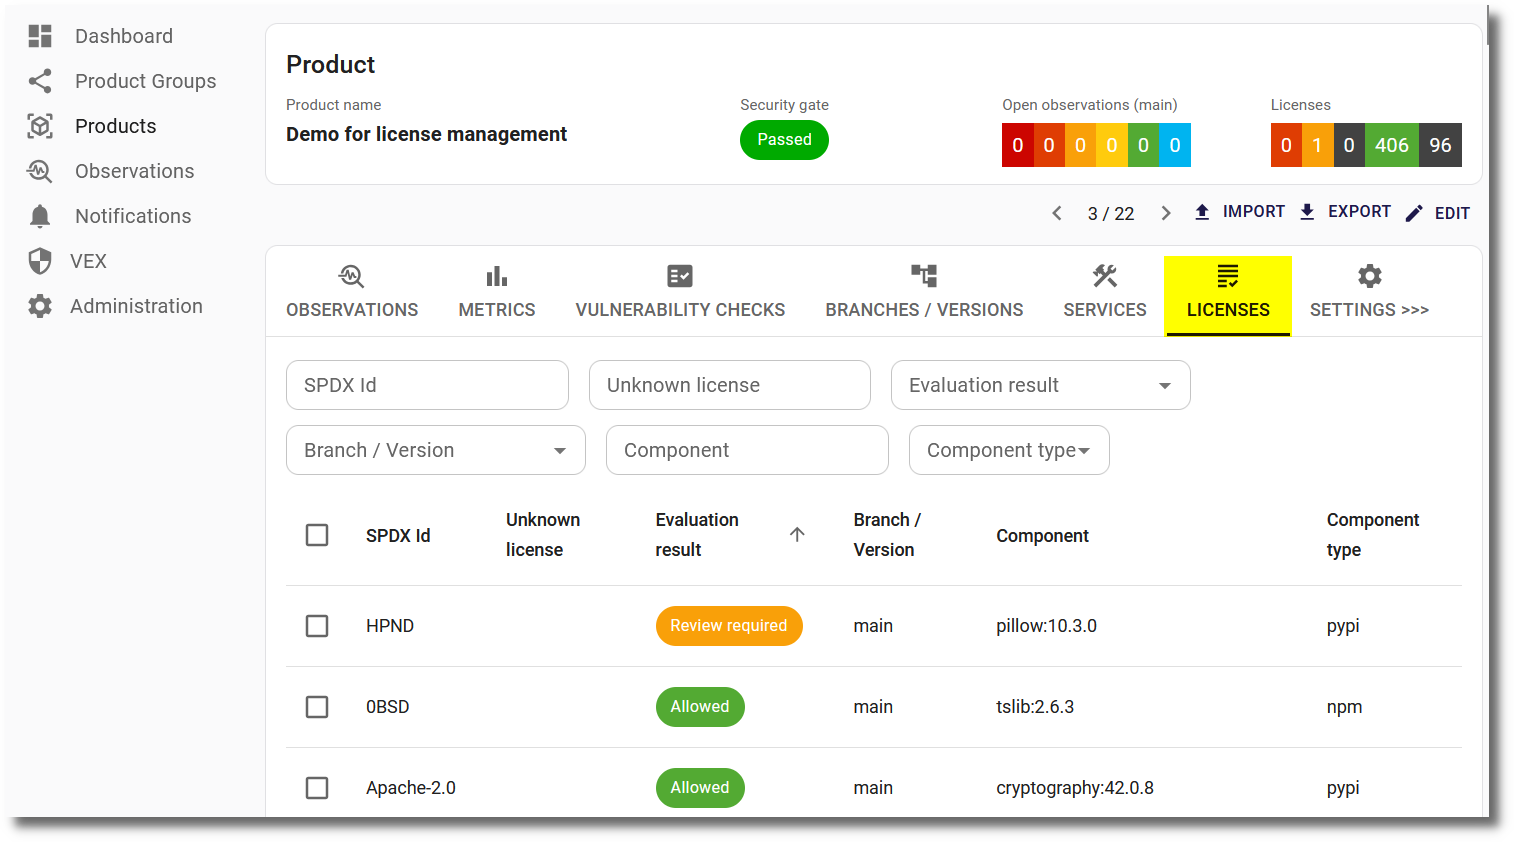 Dashboard
Product Groups
Products
Observations
Notifications
VEX
Administration
Product
Product name
Demo for license management
Security gate
Passed
Open observations (main)
0 0 0 0 0 0
Licenses
0 1 0 406 96
3 / 22
IMPORT
EXPORT
EDIT
OBSERVATIONS
METRICS
VULNERABILITY CHECKS
BRANCHES / VERSIONS
SERVICES
LICENSES
SETTINGS >>>
SPDX Id
Unknown license
Evaluation result
Branch / Version
Component
Component type
SPDX Id
Unknown
license
Evaluation
result
Branch /
Version
Component
Component
type
HPND Review required main pillow:10.3.0 pypi
0BSD Allowed main tslib:2.6.3 npm
Apache-2.0 Allowed main cryptography:42.0.8 pypi